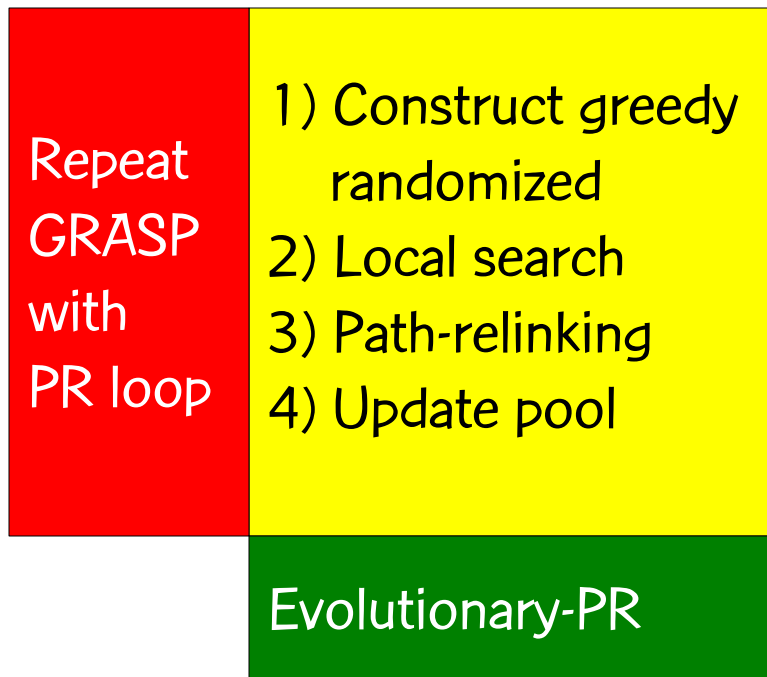 Repeat
GRASP
with
PR loop
1) Construct greedy
randomized
2) Local search
3) Path-relinking
4) Update pool
Evolutionary-PR